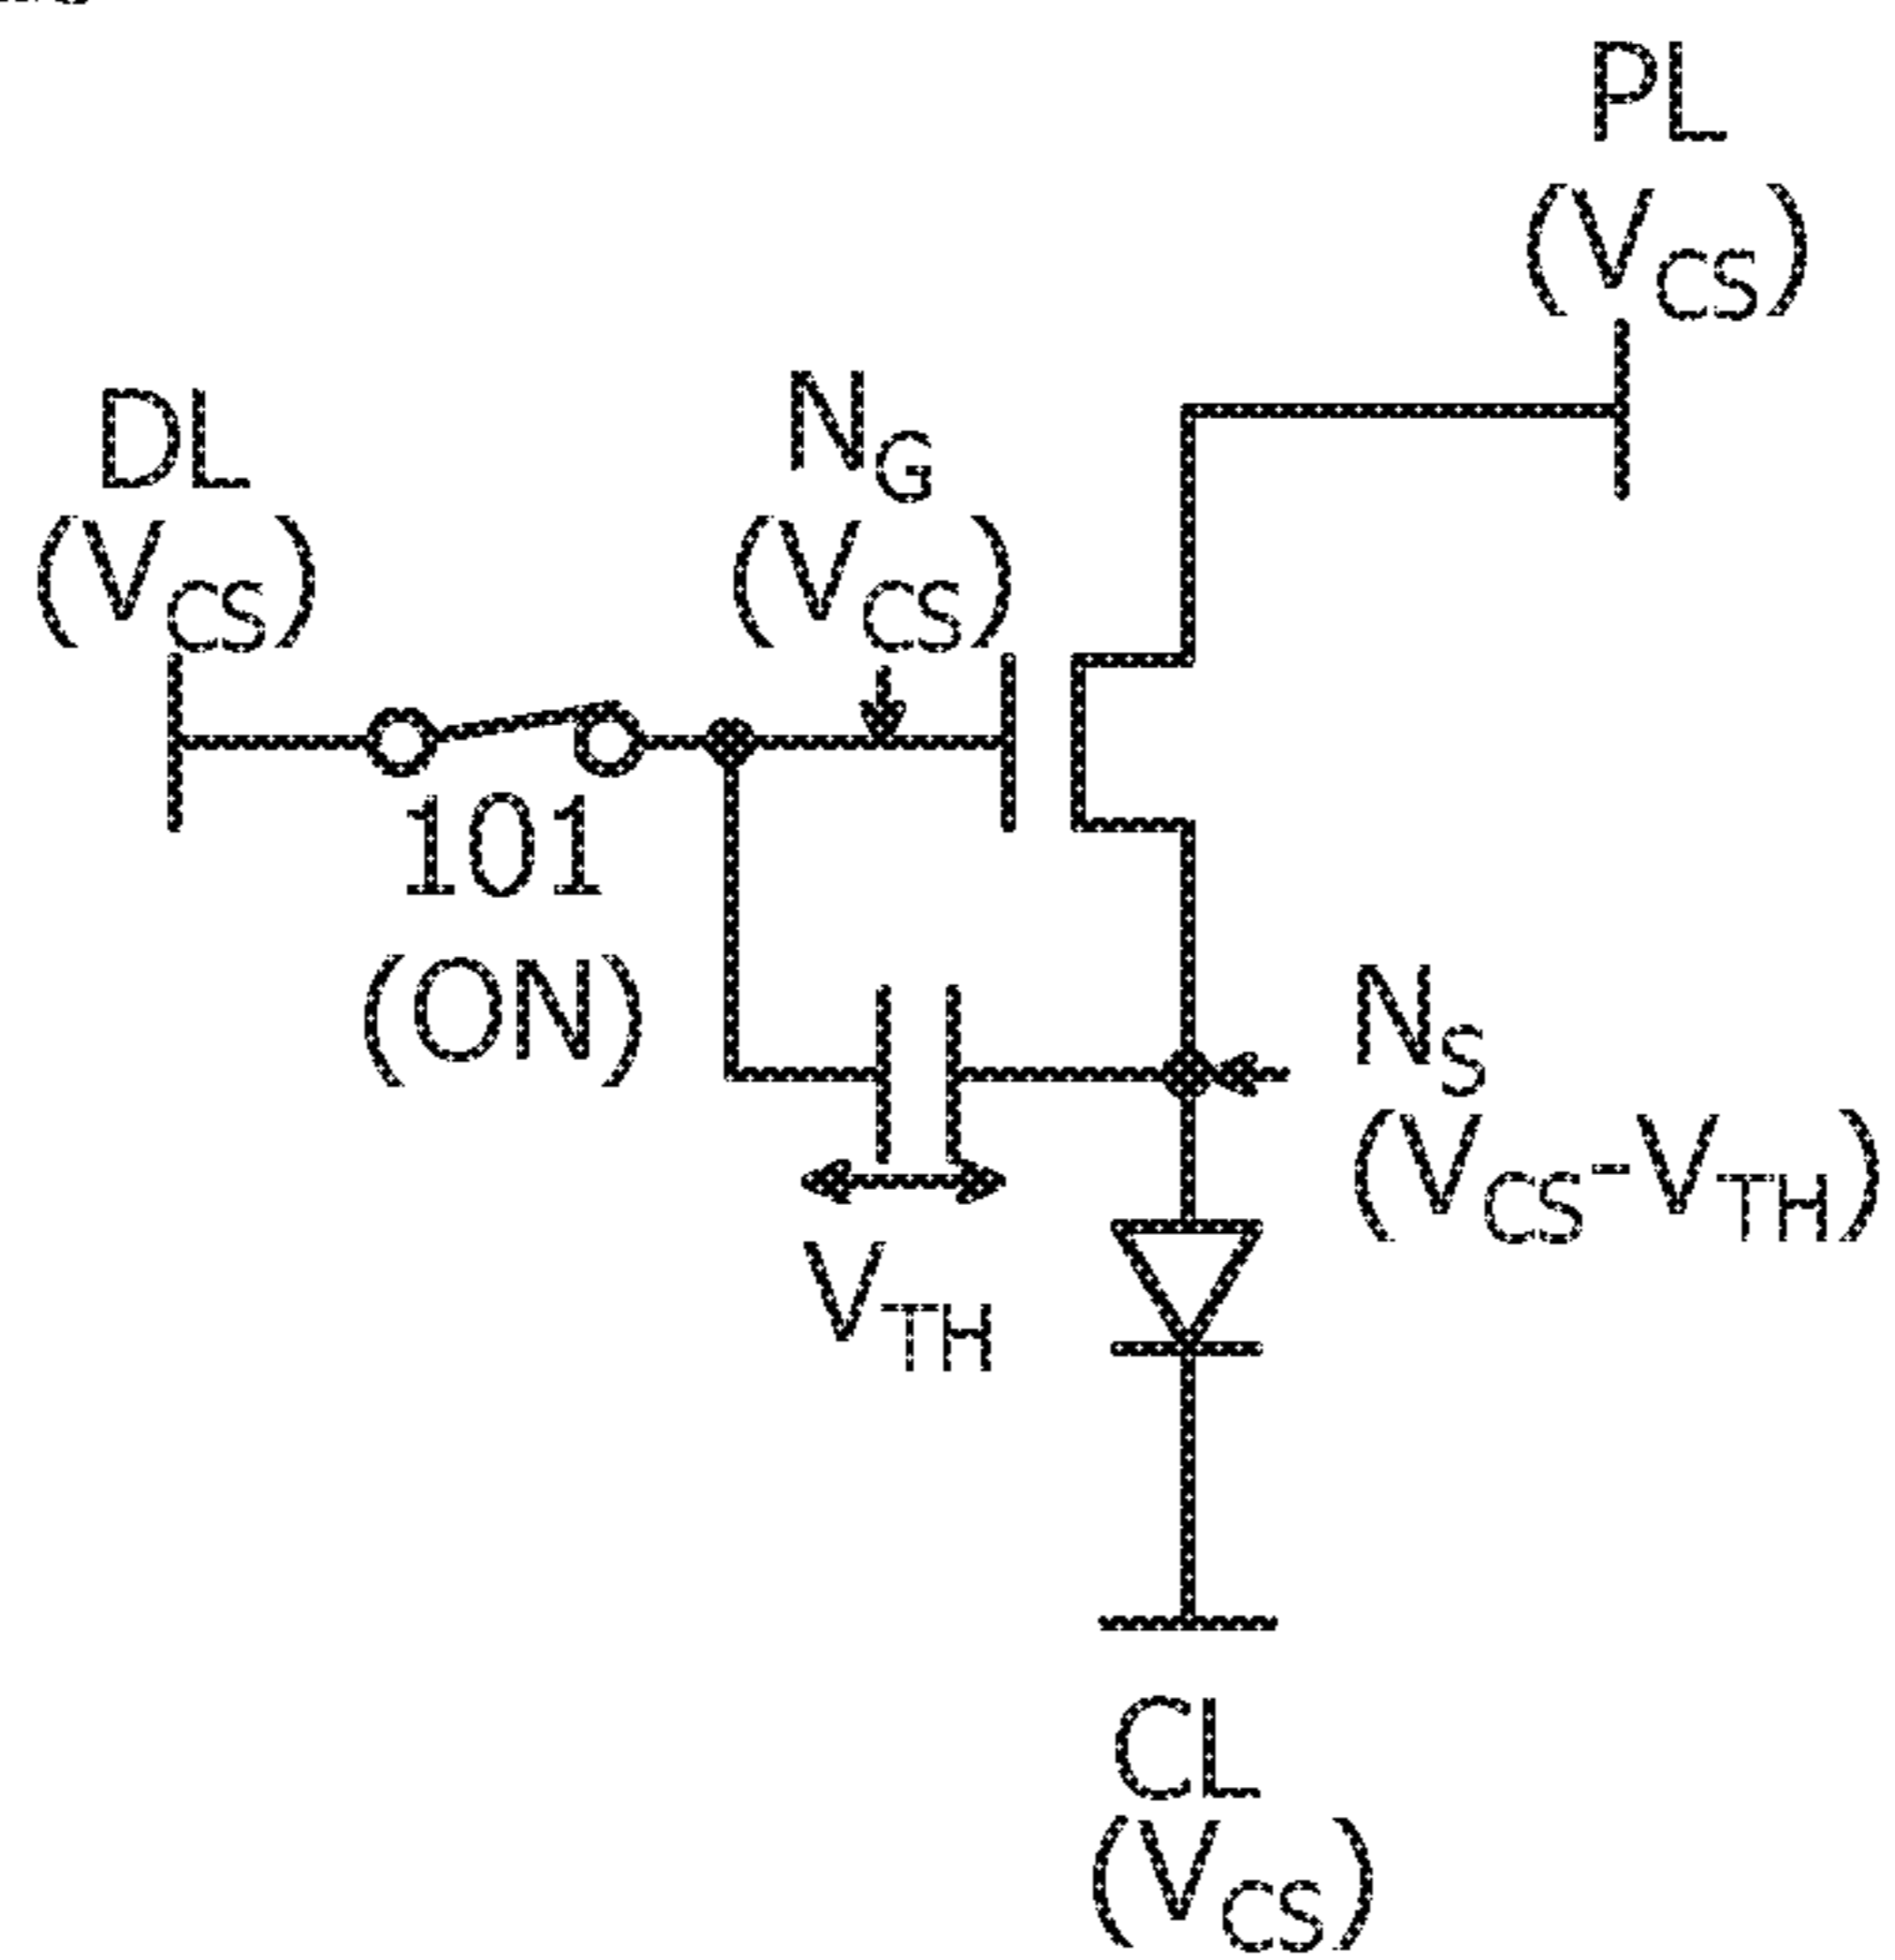 PL
(VCS)
DL
(VCS)
NG
(VCS)
101
(ON)
NS
(VCS-VTH)
VTH
CL
(VCS)